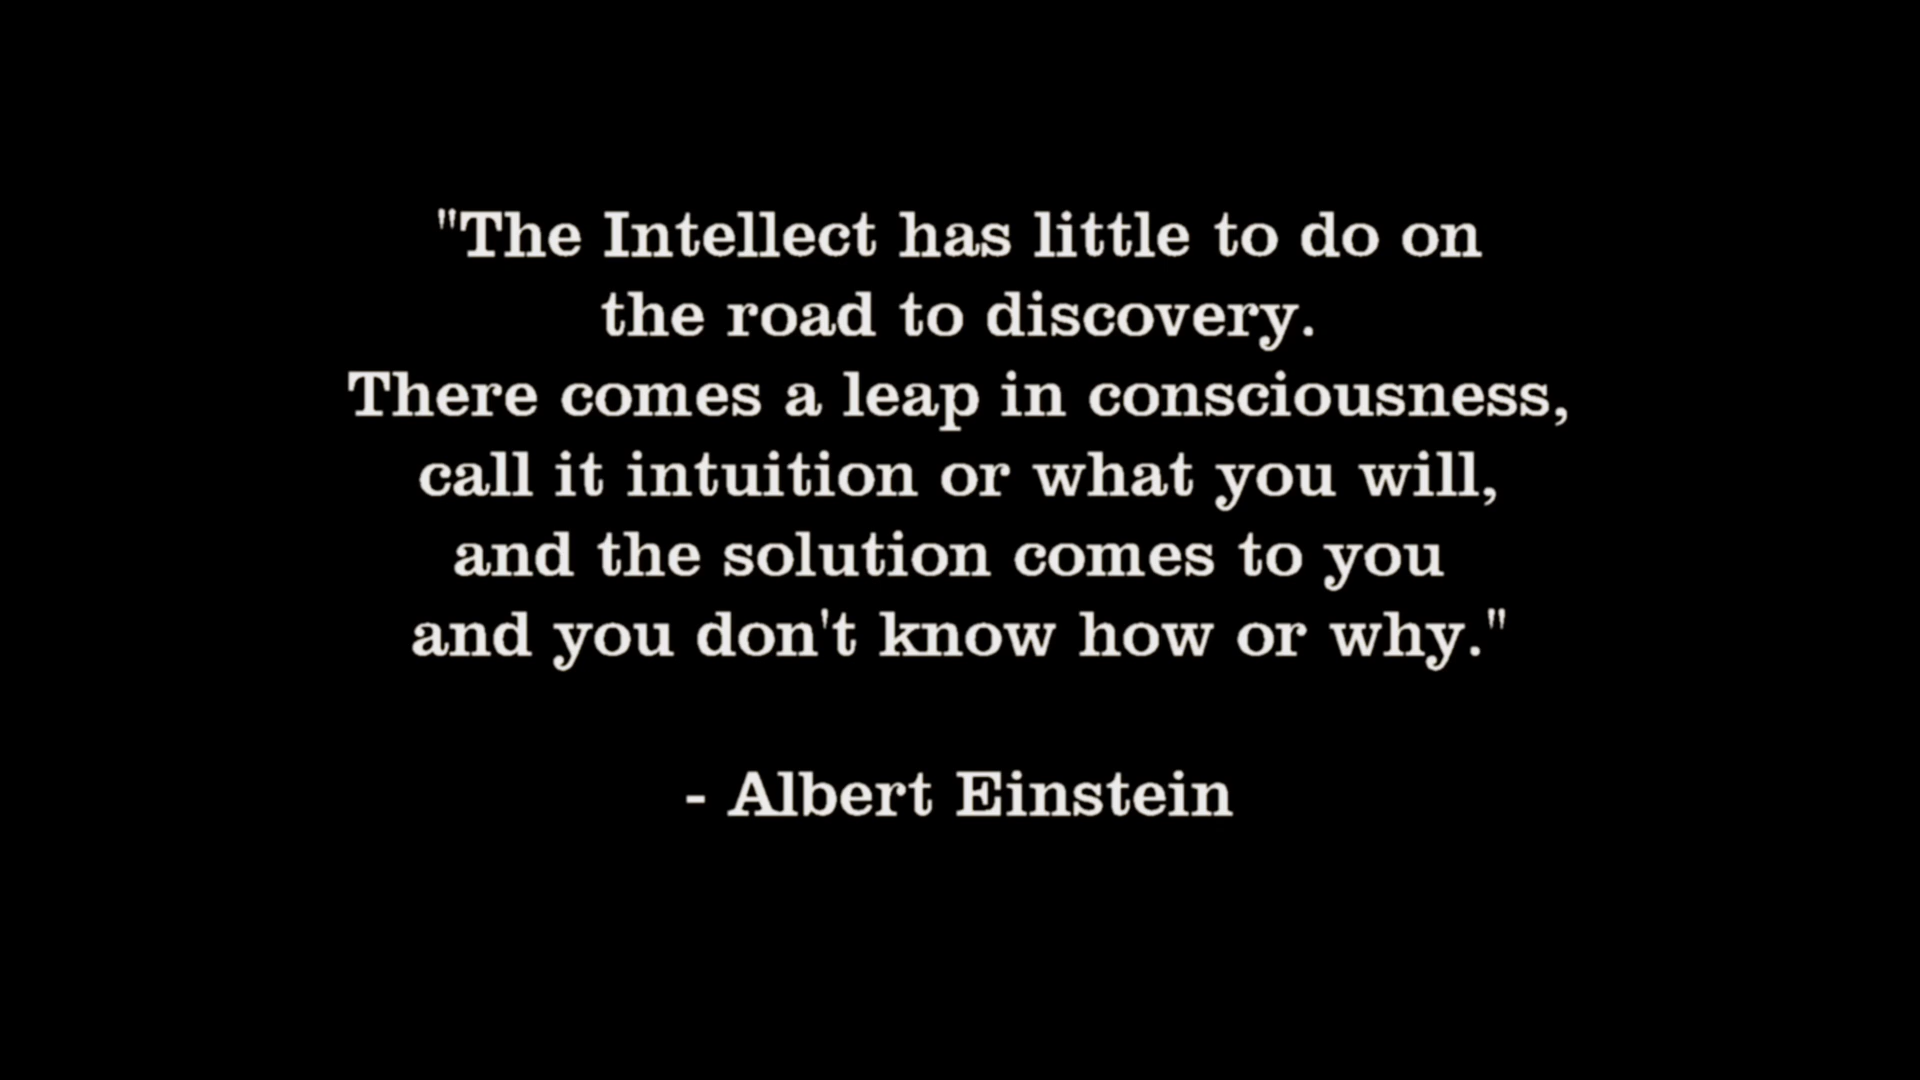 "The Intellect has little to do on
the road to discovery.
There comes a leap in consciousness,
call it intuition or what you will,
and the solution comes to you
and you don't know how or why."
- Albert Einstein